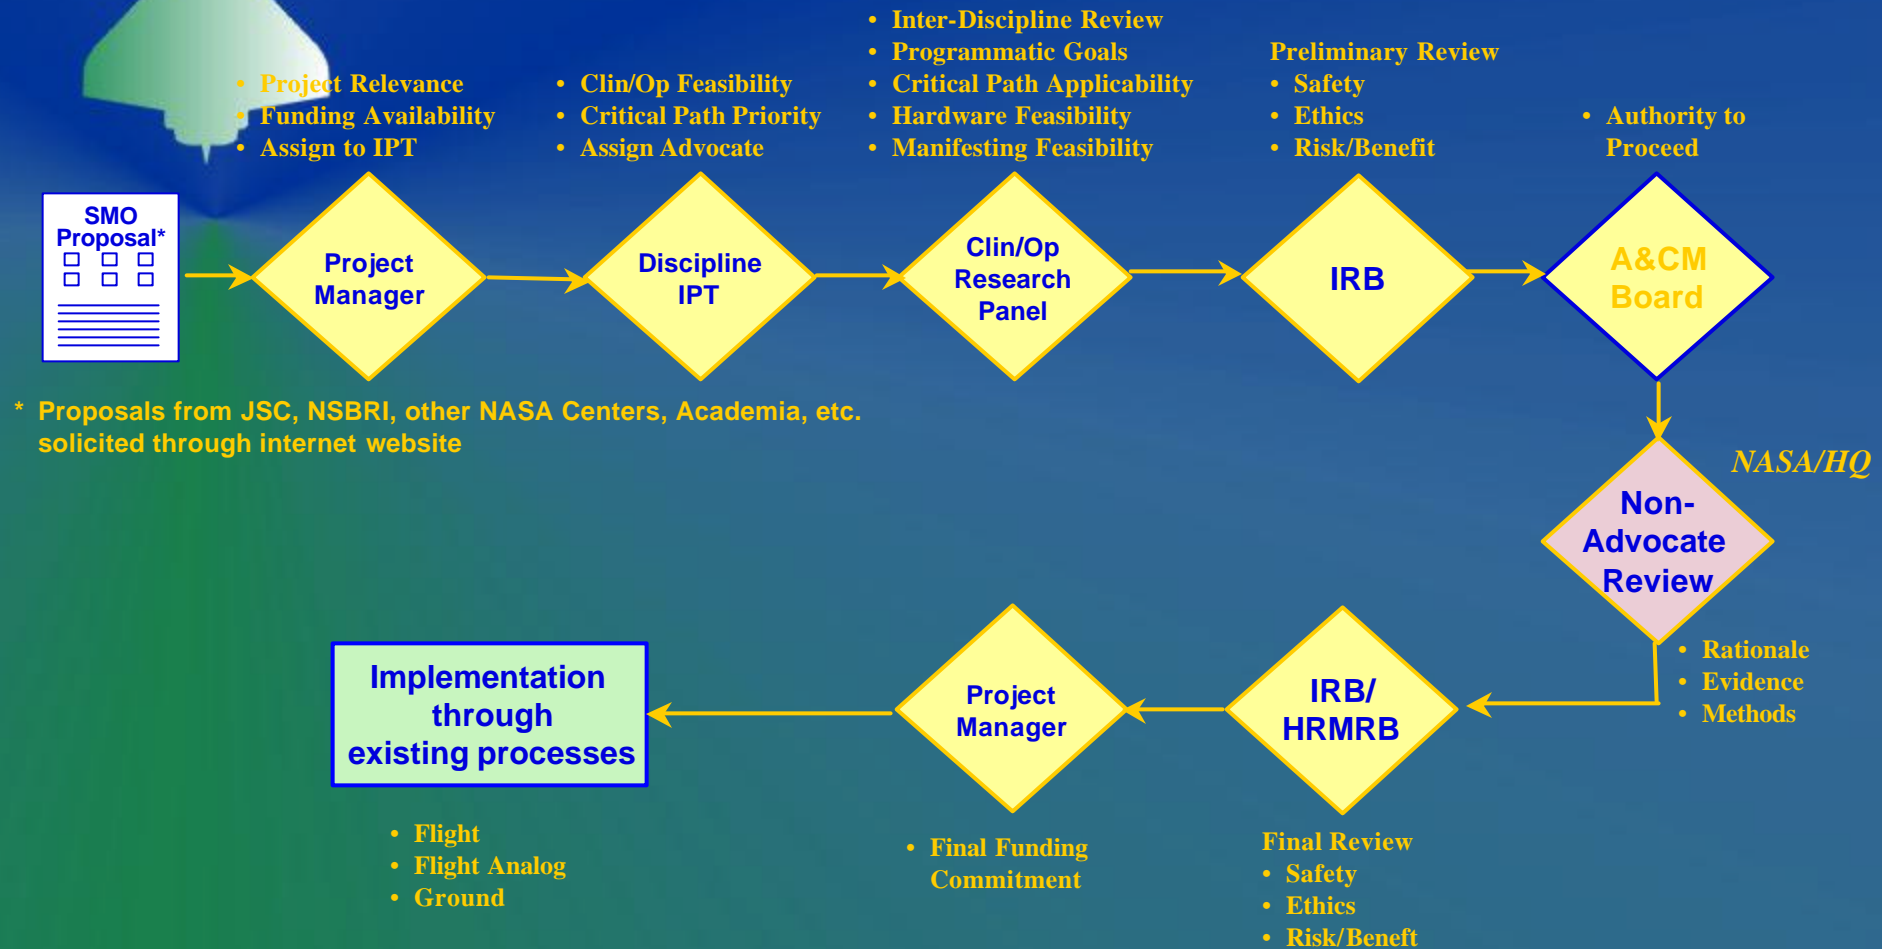 • Project Relevance
• Funding Availability
• Assign to IPT
• Clin/Op Feasibility
• Critical Path Priority
• Assign Advocate
• Inter-Discipline Review
• Programmatic Goals
• Critical Path Applicability
• Hardware Feasibility
• Manifesting Feasibility
Preliminary Review
• Safety
• Ethics
• Risk/Benefit
• Authority to
Proceed
SMO
Proposal*
Project
Manager
Discipline
IPT
Clin/Op
Research
Panel
IRB
A&CM
Board
* Proposals from JSC, NSBRI, other NASA Centers, Academia, etc.
solicited through internet website
NASA/HQ
Non-
Advocate
Review
• Rationale
• Evidence
• Methods
IRB/
HRMRB
Final Review
• Safety
• Ethics
• Risk/Beneft
Project
Manager
• Final Funding
Commitment
Implementation
through
existing processes
• Flight
• Flight Analog
• Ground